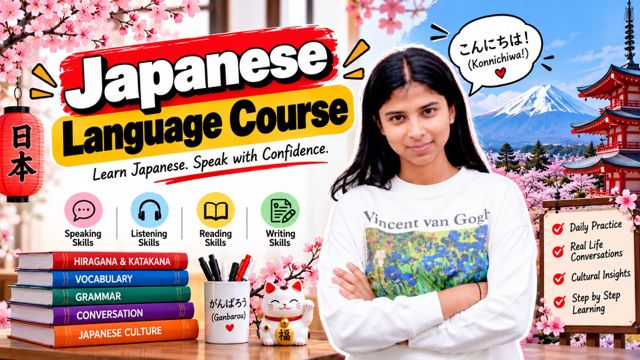 Japanese
Language Course
Learn Japanese. Speak with Confidence.
こんにちは!
(Konnichiwa!)
日本
Speaking
Skills
Listening
Skills
Reading
Skills
Writing
Skills
HIRAGANA & KATAKANA
VOCABULARY
GRAMMAR
CONVERSATION
JAPANESE CULTURE
がんばろう
(Ganbarou)
福
Vincent van Gogh
Daily Practice
Real Life
Conversations
Cultural Insights
Step by Step
Learning